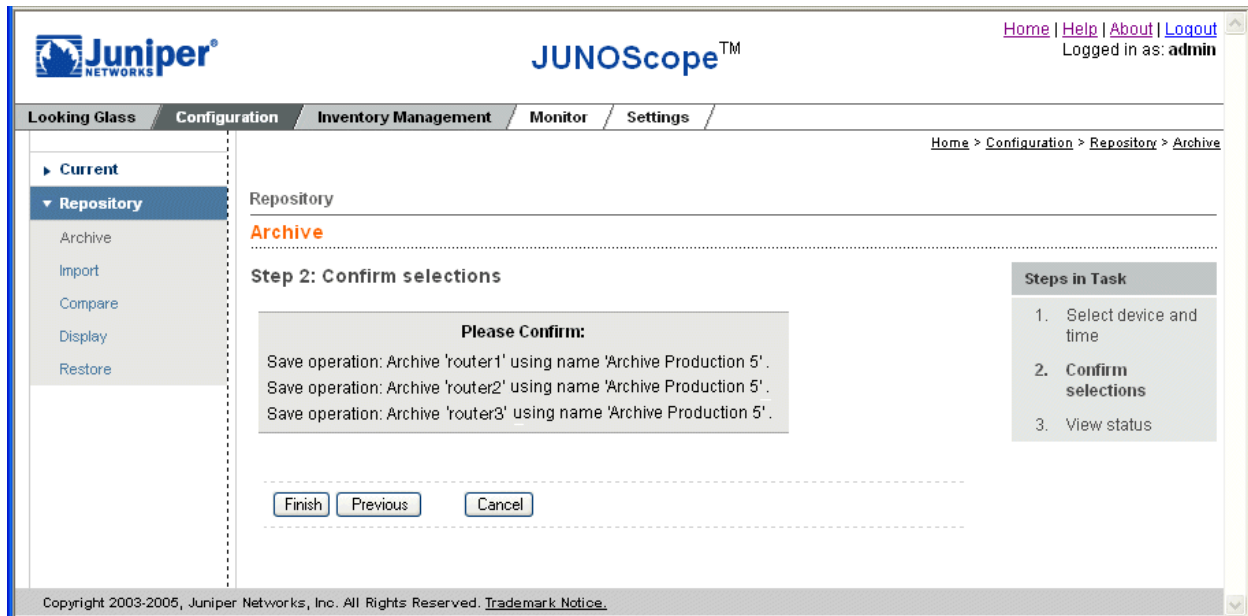 Home | Help | About | Logout
Juniper®
NETWORKS
JUNOScope™
Logged in as: admin
Looking Glass / Configuration / Inventory Management / Monitor / Settings /
Home > Configuration > Repository > Archive
Current
Repository
Archive
Import
Compare
Display
Restore
Repository
Archive
Step 2: Confirm selections
Please Confirm:
Save operation: Archive 'router1' using name 'Archive Production 5'.
Save operation: Archive 'router2' using name 'Archive Production 5'.
Save operation: Archive 'router3' using name 'Archive Production 5'.
Finish Previous Cancel
Steps in Task
1. Select device and
time
2. Confirm
selections
3. View status
Copyright 2003-2005, Juniper Networks, Inc. All Rights Reserved. Trademark Notice.